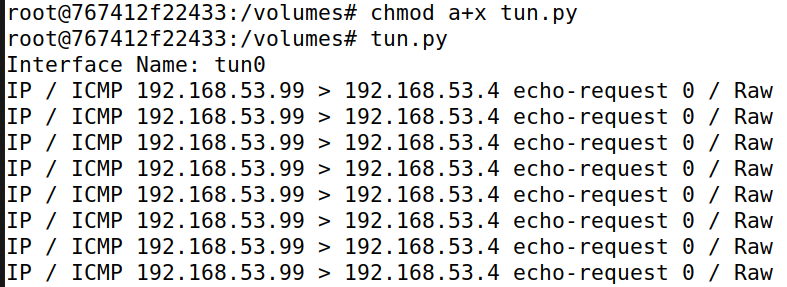 root@767412f22433:/volumes# chmod a+x tun.py
root@767412f22433:/volumes# tun.py
Interface Name: tun0
IP / ICMP 192.168.53.99 > 192.168.53.4 echo-request 0 / Raw
IP / ICMP 192.168.53.99 > 192.168.53.4 echo-request 0 / Raw
IP / ICMP 192.168.53.99 > 192.168.53.4 echo-request 0 / Raw
IP / ICMP 192.168.53.99 > 192.168.53.4 echo-request 0 / Raw
IP / ICMP 192.168.53.99 > 192.168.53.4 echo-request 0 / Raw
IP / ICMP 192.168.53.99 > 192.168.53.4 echo-request 0 / Raw
IP / ICMP 192.168.53.99 > 192.168.53.4 echo-request 0 / Raw
IP / ICMP 192.168.53.99 > 192.168.53.4 echo-request 0 / Raw